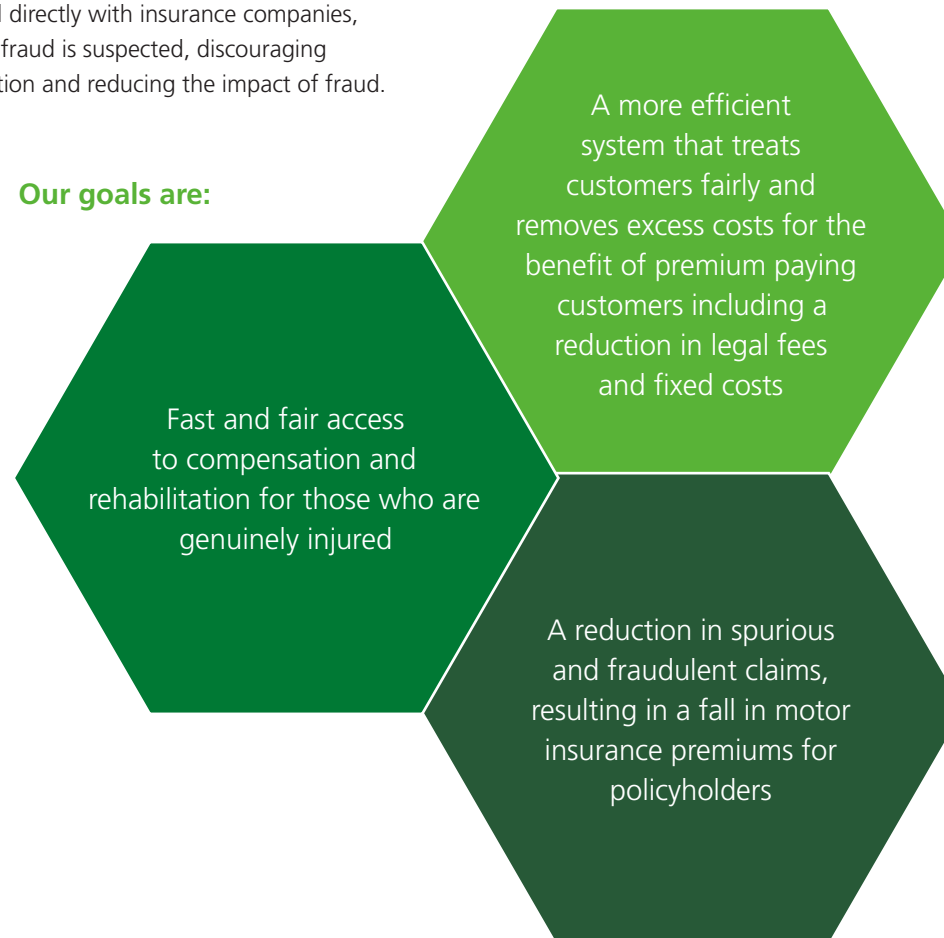 directly with insurance companies,
fraud is suspected, discouraging
and reducing the impact of fraud.
Our goals are:
A more efficient
system that treats
customers fairly and
removes excess costs for the
benefit of premium paying
customers including a
reduction in legal fees
and fixed costs
Fast and fair access
to compensation and
rehabilitation for those who are
genuinely injured
A reduction in spurious
and fraudulent claims,
resulting in a fall in motor
insurance premiums for
policyholders